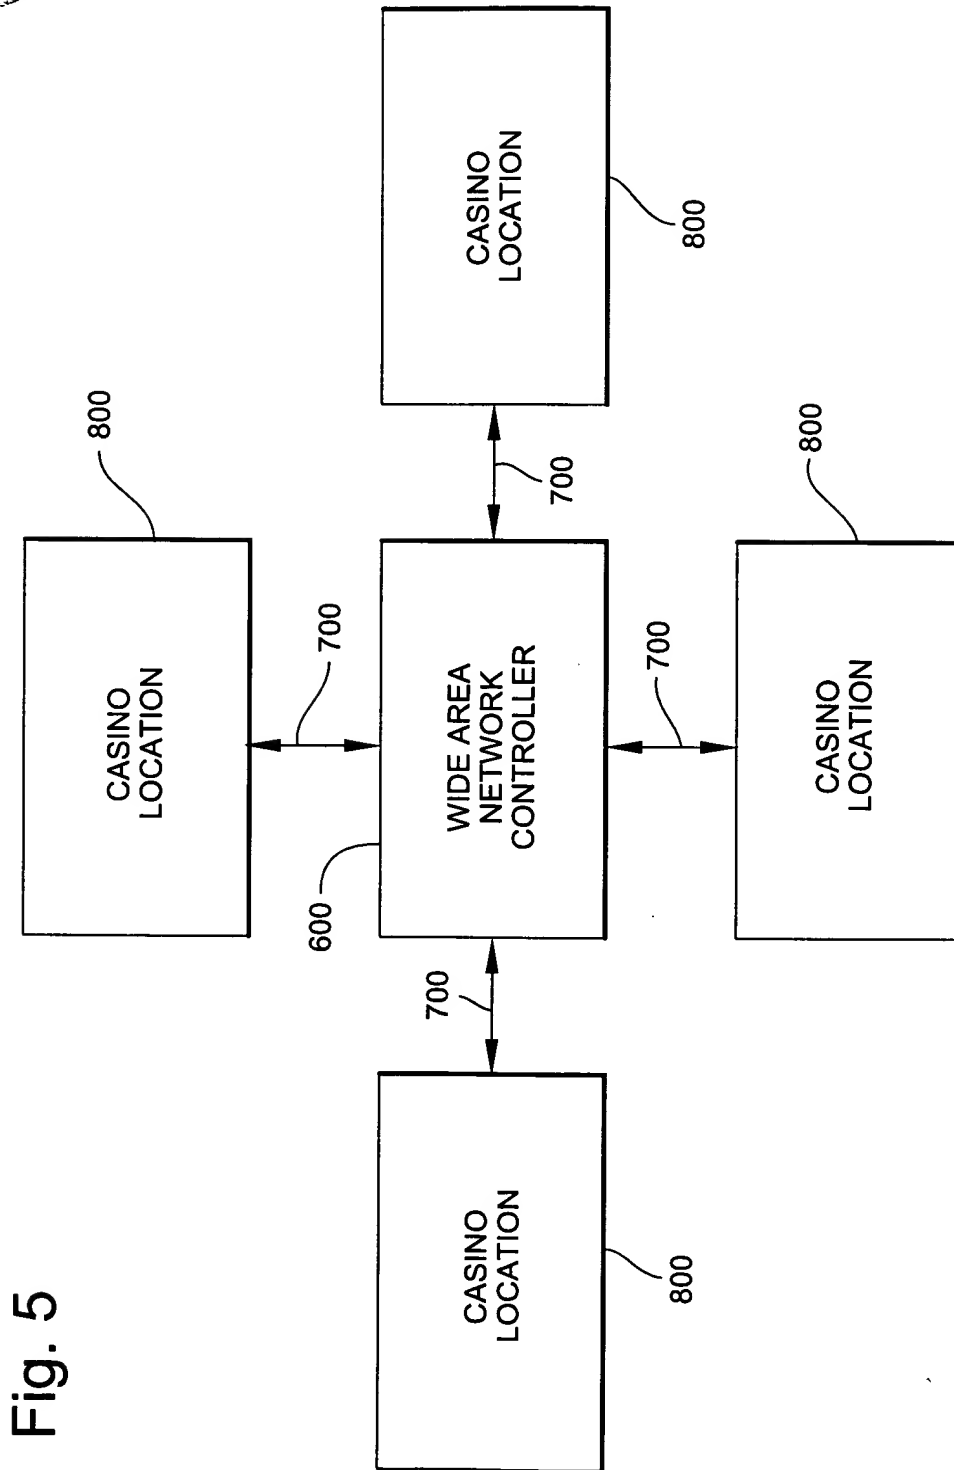 Fig. 5
800
CASINO
LOCATION
600
700
700
CASINO
LOCATION
WIDE AREA
NETWORK
CONTROLLER
CASINO
LOCATION
700
700
800
800
800
CASINO
LOCATION